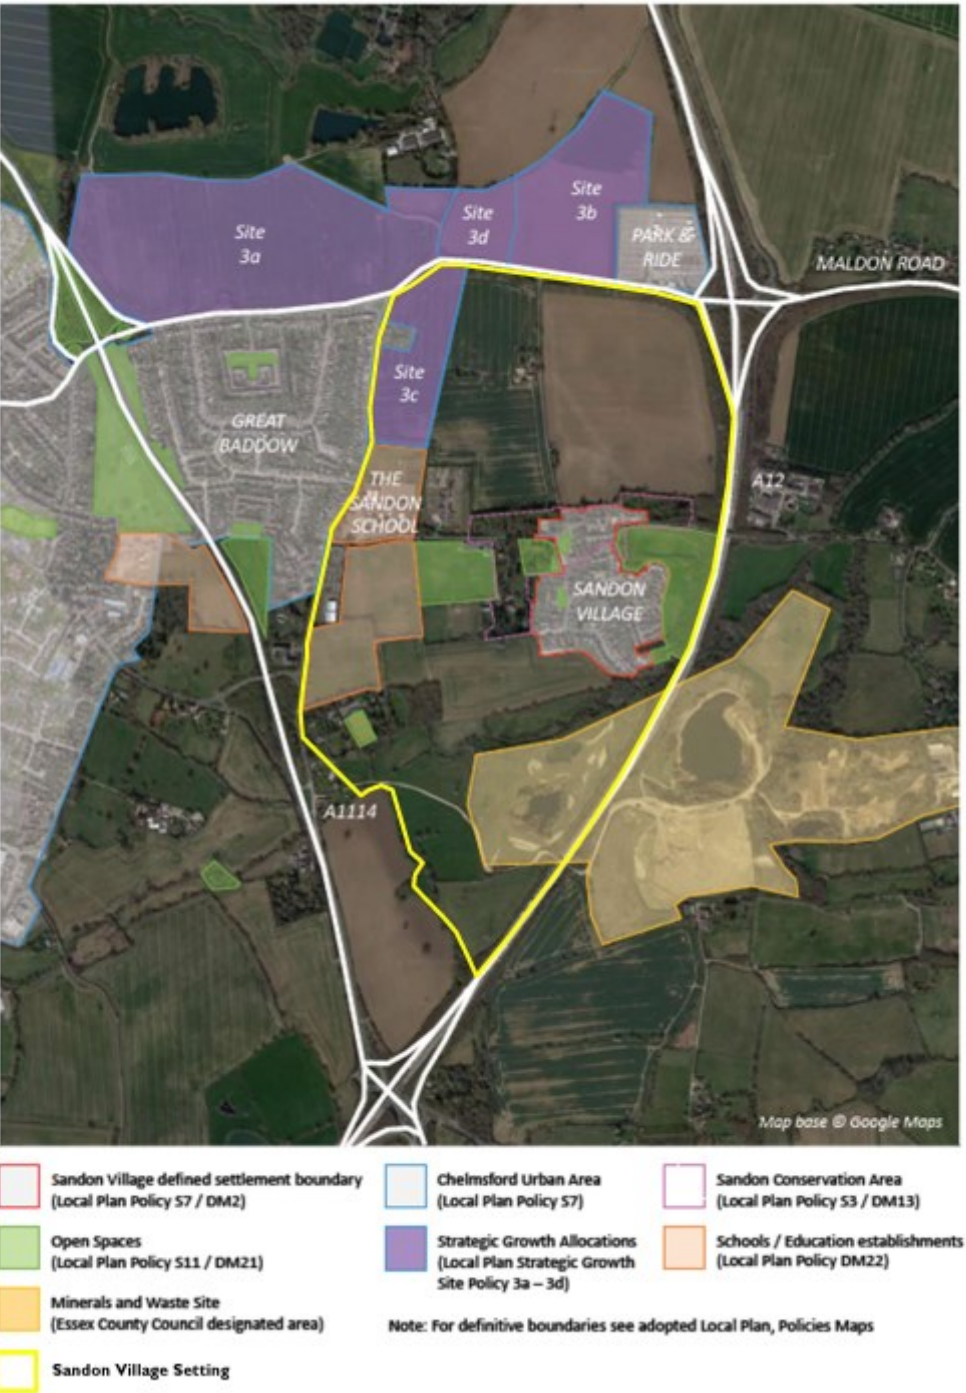 Site
3a
Site
3d
Site
3b
PARK &
RIDE
MALDON ROAD
Site
3c
GREAT
BADDOW
THE
SANDON
SCHOOL
A12
SANDON
VILLAGE
A1114
Map base © Google Maps
Sandon Village defined settlement boundary
(Local Plan Policy S7 / DM2)
Chelmsford Urban Area
(Local Plan Policy S7)
Sandon Conservation Area
(Local Plan Policy S3 / DM13)
Open Spaces
(Local Plan Policy S11 / DM21)
Strategic Growth Allocations
(Local Plan Strategic Growth
Site Policy 3a – 3d)
Schools / Education establishments
(Local Plan Policy DM22)
Minerals and Waste Site
(Essex County Council designated area)
Note: For definitive boundaries see adopted Local Plan, Policies Maps
Sandon Village Setting